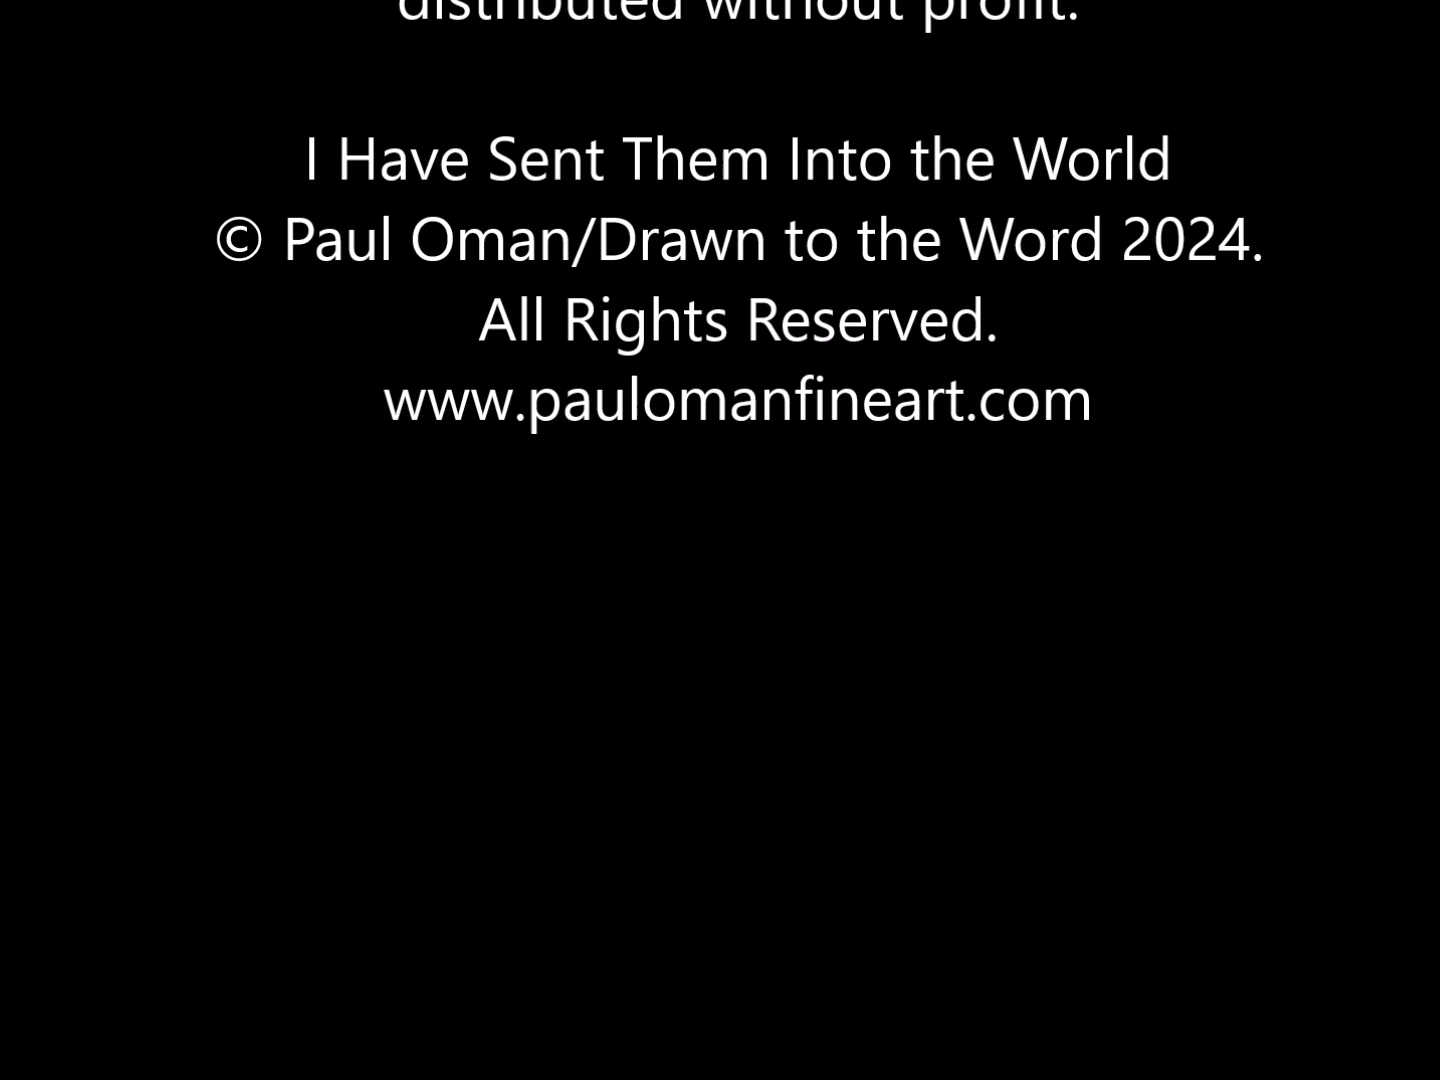 distributed without profit.
I Have Sent Them Into the World
© Paul Oman/Drawn to the Word 2024.
All Rights Reserved.
www.paulomanfineart.com